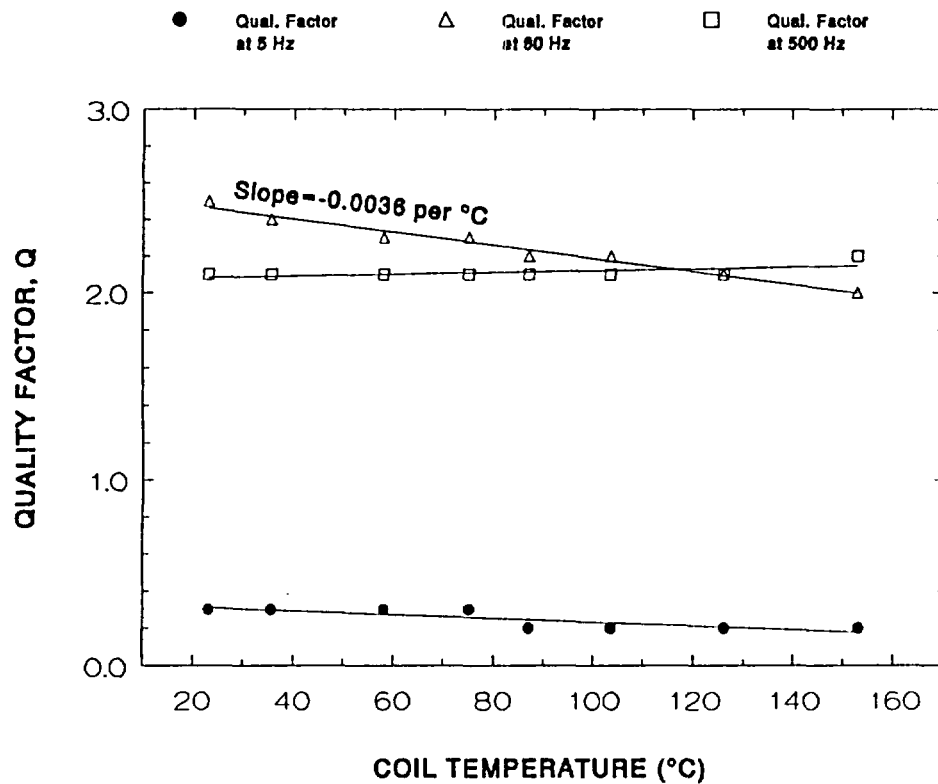 Qual. Factor
at 5 Hz
Qual. Factor
at 60 Hz
Qual. Factor
at 500 Hz
3.0
Slope=-0.0036 per °C
2.0
1.0
0.0
QUALITY FACTOR, Q
20 40 60 80 100 120 140 160
COIL TEMPERATURE (°C)